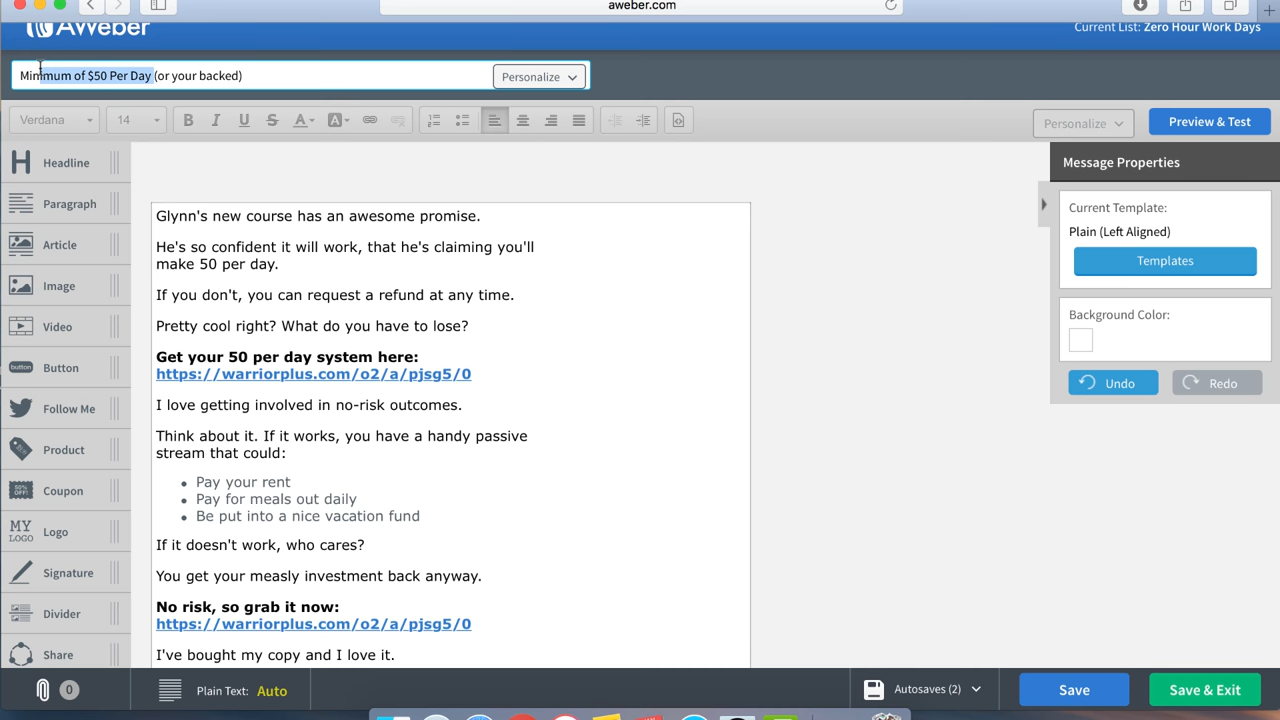 aweber.com
AWeber
Current List: Zero Hour Work Days
Minimum of $50 Per Day (or your backed)
Personalize
Verdana
14
B I U S A A
Personalize
Preview & Test
Headline
Paragraph
Article
Image
Video
button
Button
Follow Me
Product
50% OFF!
Coupon
MY LOGO
Logo
Signature
Divider
Share
Glynn's new course has an awesome promise.
He's so confident it will work, that he's claiming you'll
make 50 per day.
If you don't, you can request a refund at any time.
Pretty cool right? What do you have to lose?
Get your 50 per day system here:
https://warriorplus.com/o2/a/pjsg5/0
I love getting involved in no-risk outcomes.
Think about it. If it works, you have a handy passive
stream that could:
Pay your rent
Pay for meals out daily
Be put into a nice vacation fund
If it doesn't work, who cares?
You get your measly investment back anyway.
No risk, so grab it now:
https://warriorplus.com/o2/a/pjsg5/0
I've bought my copy and I love it.
Message Properties
Current Template:
Plain (Left Aligned)
Templates
Background Color:
Undo
Redo
0
Plain Text: Auto
Autosaves (2)
Save
Save & Exit